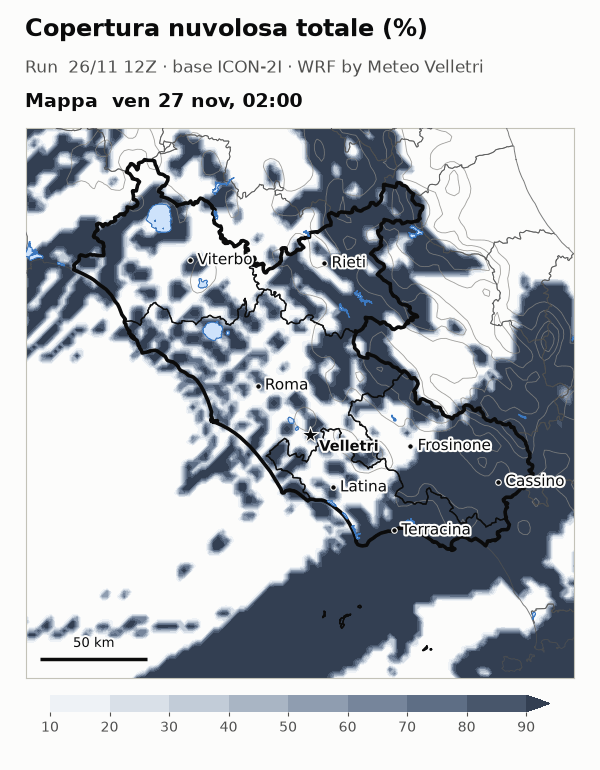 Copertura nuvolosa totale (%)
Run  26/11 12Z · base ICON-2I · WRF by Meteo Velletri
Mappa  ven 27 nov, 02:00
Viterbo
Rieti
Roma
Velletri
Frosinone
Latina
Cassino
Terracina
50 km
10 20 30 40 50 60 70 80 90